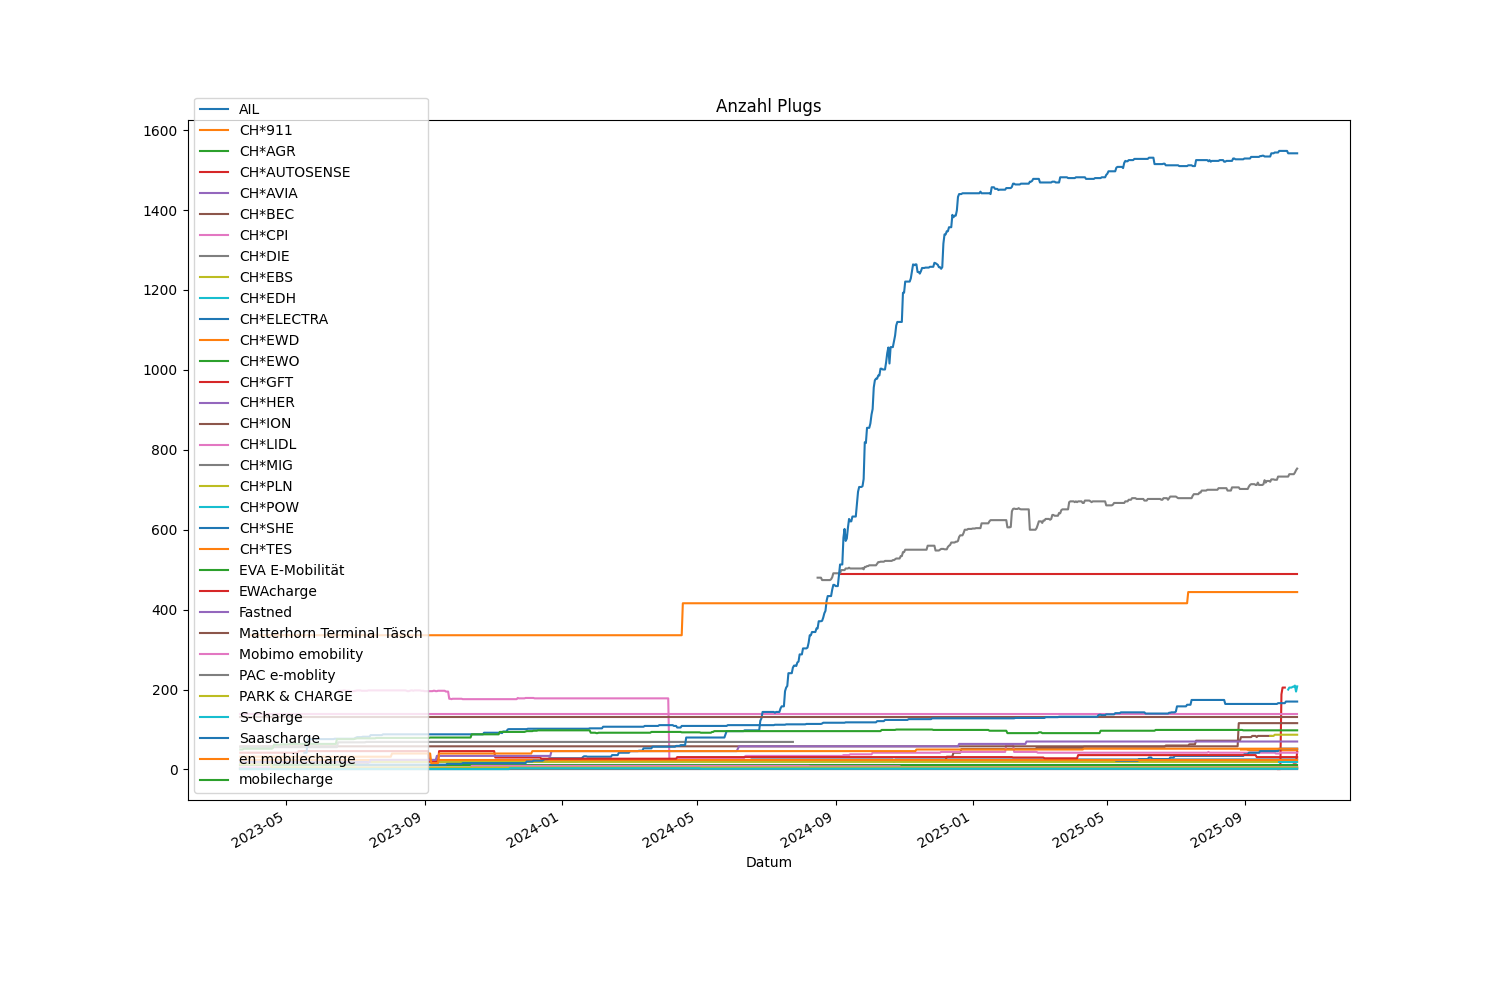 Anzahl Plugs
1600
1400
1200
1000
800
600
400
200
0
AIL
CH*911
CH*AGR
CH*AUTOSENSE
CH*AVIA
CH*BEC
CH*CPI
CH*DIE
CH*EBS
CH*EDH
CH*ELECTRA
CH*EWD
CH*EWO
CH*GFT
CH*HER
CH*ION
CH*LIDL
CH*MIG
CH*PLN
CH*POW
CH*SHE
CH*TES
EVA E-Mobilität
EWAcharge
Fastned
Matterhorn Terminal Täsch
Mobimo emobility
PAC e-moblity
PARK & CHARGE
S-Charge
Saascharge
en mobilecharge
mobilecharge
2023-05
2023-09
2024-01
2024-05
2024-09
2025-01
2025-05
2025-09
Datum